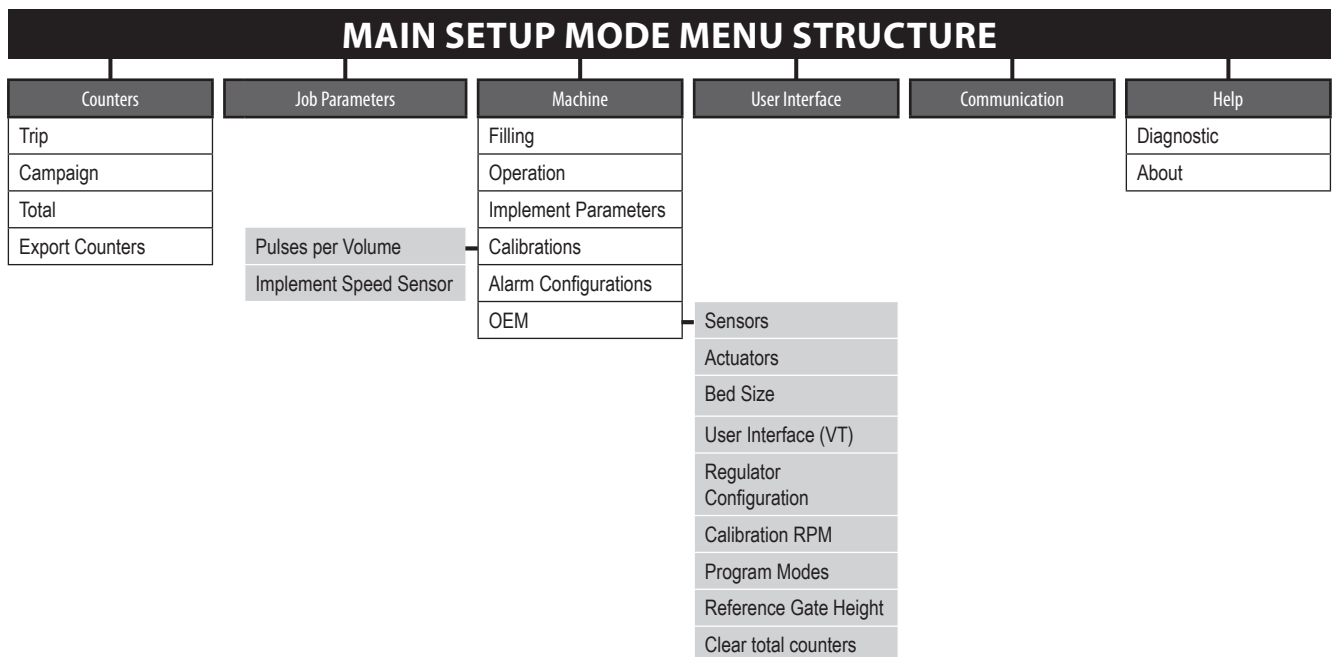 MAIN SETUP MODE MENU STRUCTURE
Counters
Trip
Campaign
Total
Export Counters
Job Parameters
Machine
Filling
Operation
Implement Parameters
Calibrations
Pulses per Volume
Implement Speed Sensor
Alarm Configurations
OEM
Sensors
Actuators
Bed Size
User Interface (VT)
Regulator
Configuration
Calibration RPM
Program Modes
Reference Gate Height
Clear total counters
User Interface
Communication
Help
Diagnostic
About